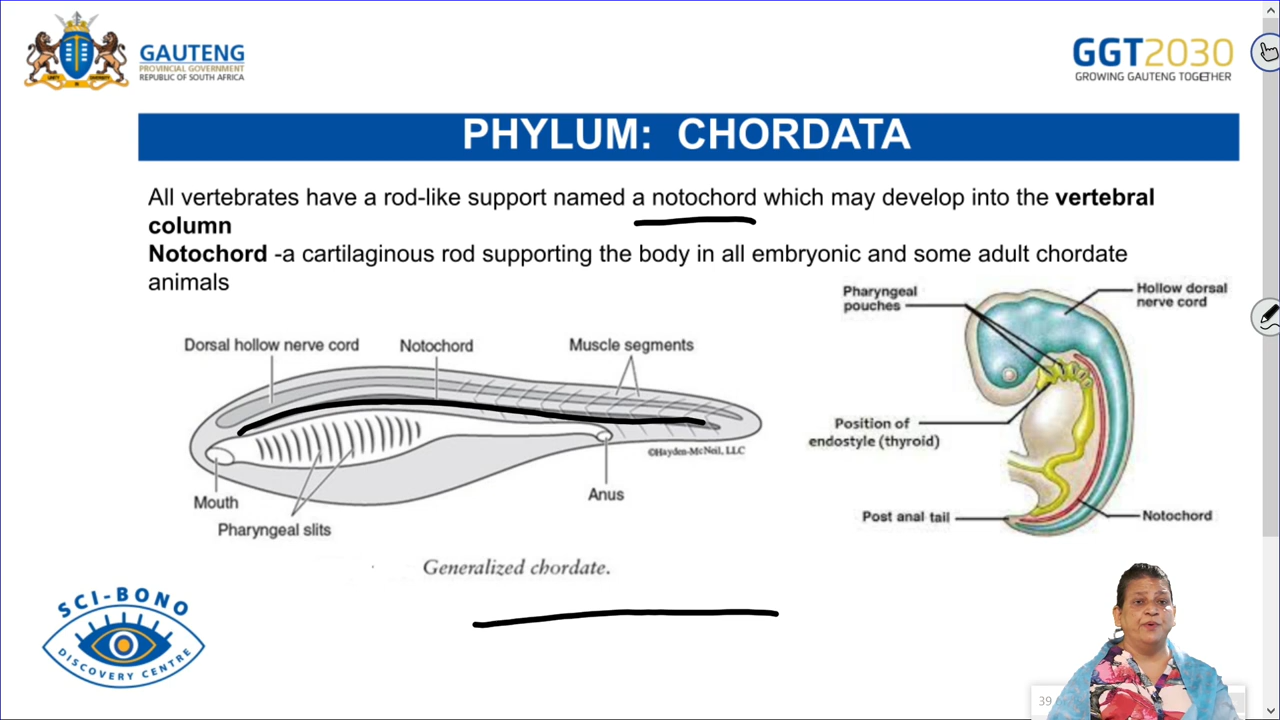 GAUTENG
PROVINCIAL GOVERNMENT
REPUBLIC OF SOUTH AFRICA
GGT2030
GROWING GAUTENG TOGETHER
PHYLUM: CHORDATA
All vertebrates have a rod-like support named a notochord which may develop into the vertebral
column
Notochord -a cartilaginous rod supporting the body in all embryonic and some adult chordate
animals
Dorsal hollow nerve cord
Notochord
Muscle segments
©Hayden-McNeil, LLC
Mouth
Anus
Pharyngeal slits
Generalized chordate.
Pharyngeal
pouches
Hollow dorsal
nerve cord
Position of
endostyle (thyroid)
Post anal tail
Notochord
SCI-BONO
DISCOVERY CENTRE
39